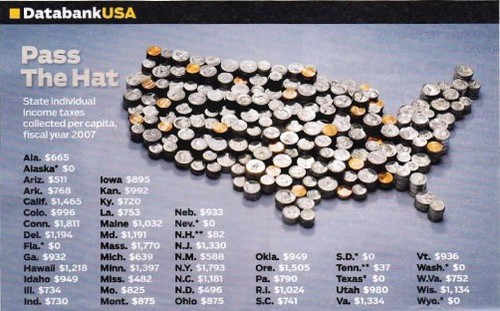 DatabankUSA
Pass
The Hat
State individual
income taxes
collected per capita,
fiscal year 2007
Ala. $665
Alaska* $0
Ariz. $511
Ark. $768
Calif. $1,465
Colo. $996
Conn. $1,811
Del. $1,194
Fla.* $0
Ga. $932
Hawaii $1,218
Idaho $949
Ill. $734
Ind. $730
Iowa $895
Kan. $992
Ky. $720
La. $753
Maine $1,032
Md. $1,191
Mass. $1,770
Mich. $639
Minn. $1,397
Miss. $482
Mo. $825
Mont. $875
Neb. $933
Nev.* $0
N.H.** $82
N.J. $1,330
N.M. $588
N.Y. $1,793
N.C. $1,181
N.D. $496
Ohio $875
Okla. $949
Ore. $1,505
Pa. $790
R.I. $1,024
S.C. $741
S.D.* $0
Tenn.** $37
Texas* $0
Utah $980
Va. $1,334
Vt. $936
Wash.* $0
W.Va. $752
Wis. $1,134
Wyo.* $0